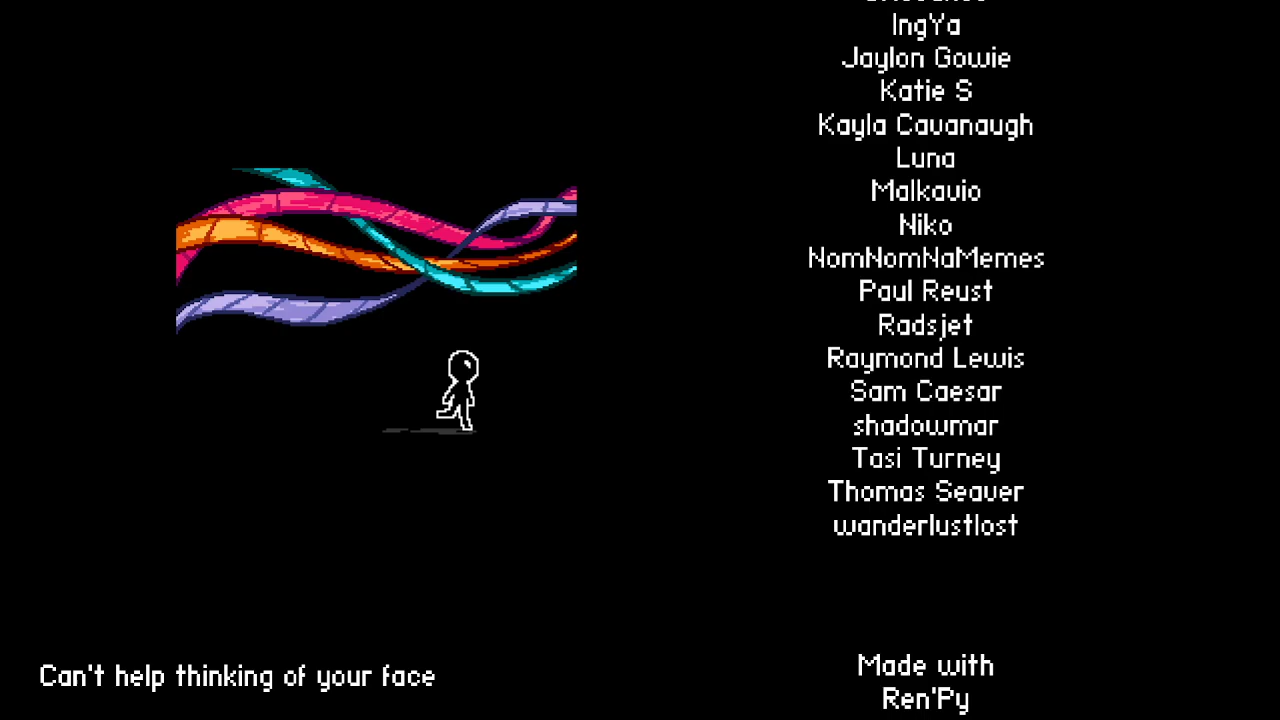 IngYa
Jaylon Gowie
Katie S
Kayla Cavanaugh
Luna
Malkavio
Niko
NomNomNaMemes
Paul Reust
Radsjet
Raymond Lewis
Sam Caesar
shadowmar
Tasi Turney
Thomas Seaver
wanderlustlost
Can't help thinking of your face
Made with
Ren'Py